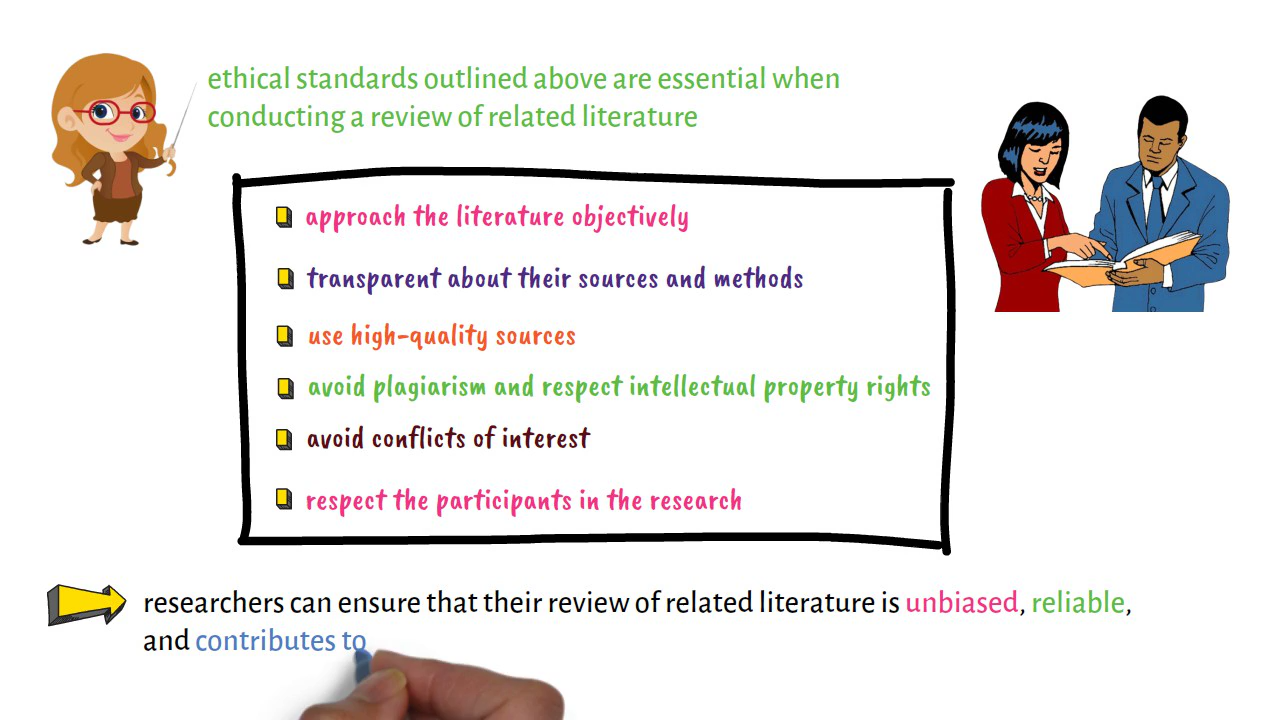 ethical standards outlined above are essential when
conducting a review of related literature
approach the literature objectively
transparent about their sources and methods
use high-quality sources
avoid plagiarism and respect intellectual property rights
avoid conflicts of interest
respect the participants in the research
researchers can ensure that their review of related literature is unbiased, reliable,
and contributes to